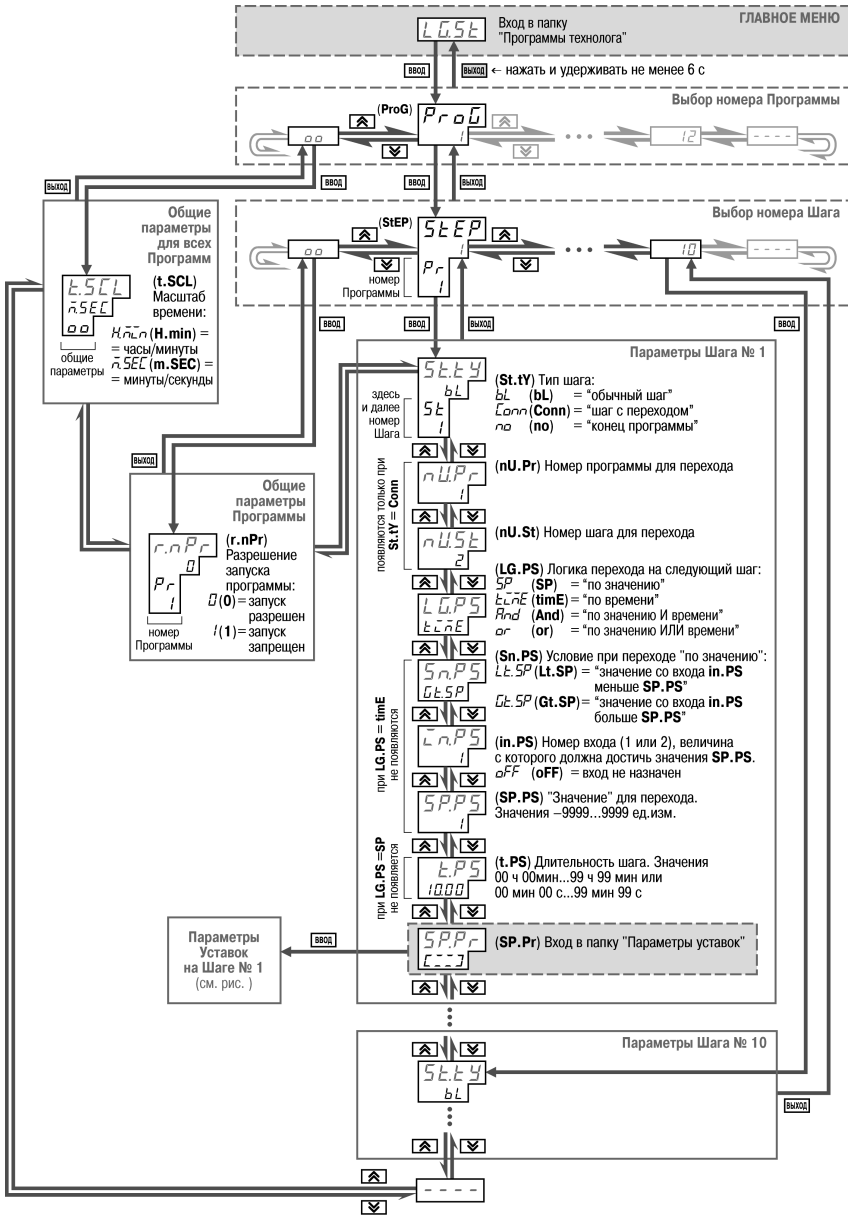 ГЛАВНОЕ МЕНЮ
LG.St
Вход в папку
"Программы технолога"
ВВОД
ВЫХОД ← нажать и удерживать не менее 6 с
Выбор номера Программы
(ProG)
ProG
1
oo
12
- - - -
ВЫХОД
ВВОД
ВВОД
ВЫХОД
Выбор номера Шага
(StEP)
StEP
1
Pr
1
номер
Программы
oo
10
- - - -
ВВОД
ВВОД
ВЫХОД
ВВОД
Общие
параметры
для всех
Программ
t.SCL
m.SEC
oo
общие
параметры
(t.SCL)
Масштаб
времени:
H.min (H.min) =
= часы/минуты
m.SEC (m.SEC) =
= минуты/секунды
ВЫХОД
Общие
параметры
Программы
r.nPr
0
Pr
1
номер
Программы
(r.nPr)
Разрешение
запуска
программы:
0 (0) = запуск
разрешен
1 (1) = запуск
запрещен
Параметры Шага № 1
St.tY
bL
St
1
здесь
и далее
номер
Шага
(St.tY) Тип шага:
bL (bL) = “обычный шаг”
Conn (Conn) = “шаг с переходом”
no (no) = “конец программы”
появляются только при
St.tY = Conn
nU.Pr
1
(nU.Pr) Номер программы для перехода
nU.St
2
(nU.St) Номер шага для перехода
LG.PS
timE
(LG.PS) Логика перехода на следующий шаг:
SP (SP) = “по значению”
timE (timE) = “по времени”
And (And) = “по значению И времени”
or (or) = “по значению ИЛИ времени”
при LG.PS = timE
не появляются
Sn.PS
Gt.SP
(Sn.PS) Условие при переходе "по значению":
Lt.SP (Lt.SP) = “значение со входа in.PS
меньше SP.PS”
Gt.SP (Gt.SP) = “значение со входа in.PS
больше SP.PS”
in.PS
1
(in.PS) Номер входа (1 или 2), величина
с которого должна достичь значения SP.PS.
oFF (oFF) = вход не назначен
SP.PS
1
(SP.PS) "Значение" для перехода.
Значения –9999...9999 ед.изм.
при LG.PS =SP
не появляется
t.PS
10.00
(t.PS) Длительность шага. Значения
00 ч 00мин...99 ч 99 мин или
00 мин 00 с...99 мин 99 с
SP.Pr
[- - -]
(SP.Pr) Вход в папку "Параметры уставок"
ВВОД
Параметры
Уставок
на Шаге № 1
(см. рис. )
Параметры Шага № 10
St.tY
bL
ВЫХОД
- - - -